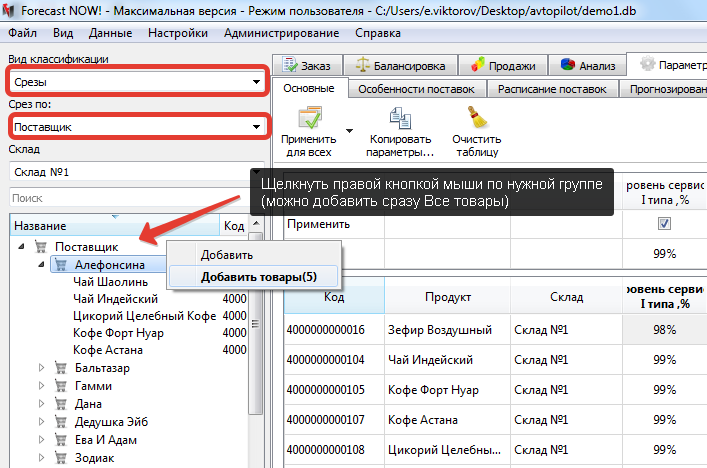 Forecast NOW! - Максимальная версия - Режим пользователя - C:/Users/e.viktorov/Desktop/avtopilot/demo1.db
Файл Вид Данные Настройки Администрирование Справка
Вид классификации
Срезы
Срез по:
Поставщик
Склад
Склад №1
Поиск
Название Код
Поставщик
Алефонсина
Чай Шаолинь
Чай Индейский 4000
Цикорий Целебный Кофе 4000
Кофе Форт Нуар 4000
Кофе Астана 4000
Бальтазар
Гамми
Дана
Дедушка Эйб
Ева И Адам
Зодиак
Добавить
Добавить товары(5)
Заказ Балансировка Продажи Анализ Параметр
Основные Особенности поставок Расписание поставок Прогнозирован
Применить для всех
Копировать параметры...
Очистить таблицу
Щелкнуть правой кнопкой мыши по нужной группе
(можно добавить сразу Все товары)
ровень сервис
I типа ,%
Применить
99%
Код Продукт Склад ровень сервис I типа ,%
4000000000016 Зефир Воздушный Склад №1 98%
4000000000104 Чай Индейский Склад №1 99%
4000000000105 Кофе Форт Нуар Склад №1 99%
4000000000107 Кофе Астана Склад №1 99%
4000000000108 Цикорий Целебны... Склад №1 99%